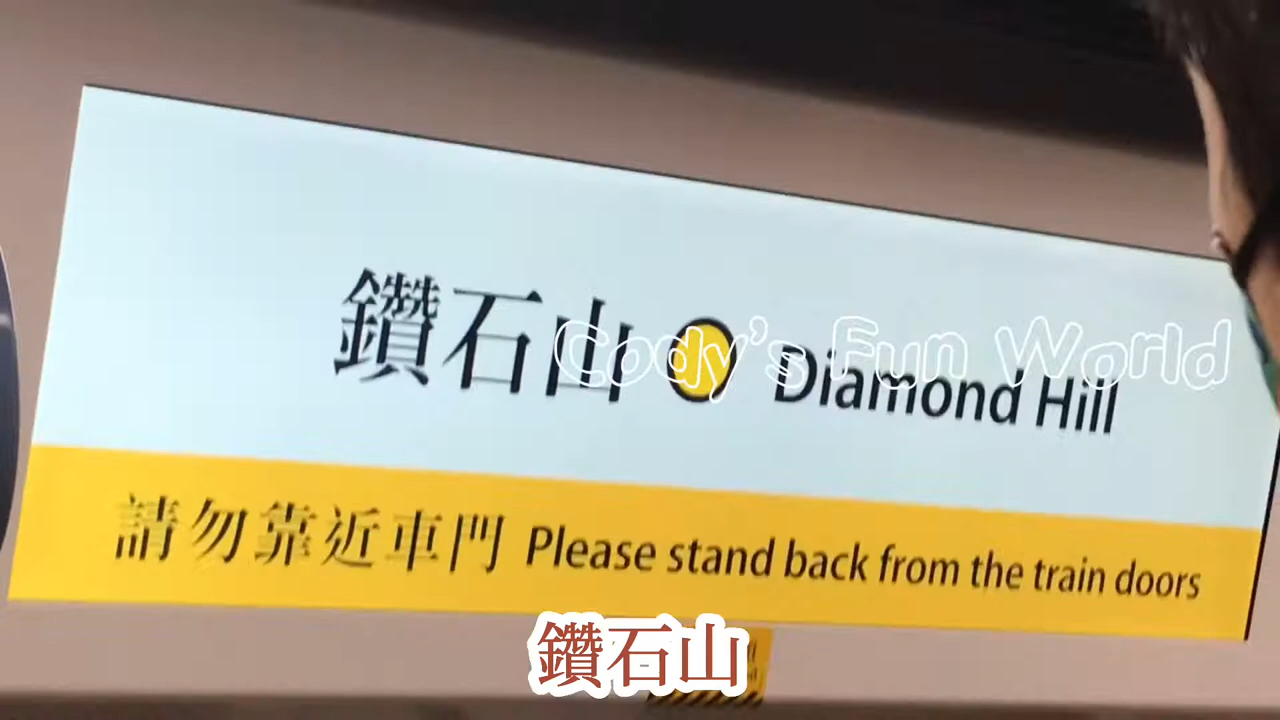 鑽石山 Diamond Hill
Cody's Fun World
請勿靠近車門 Please stand back from the train doors
鑽石山